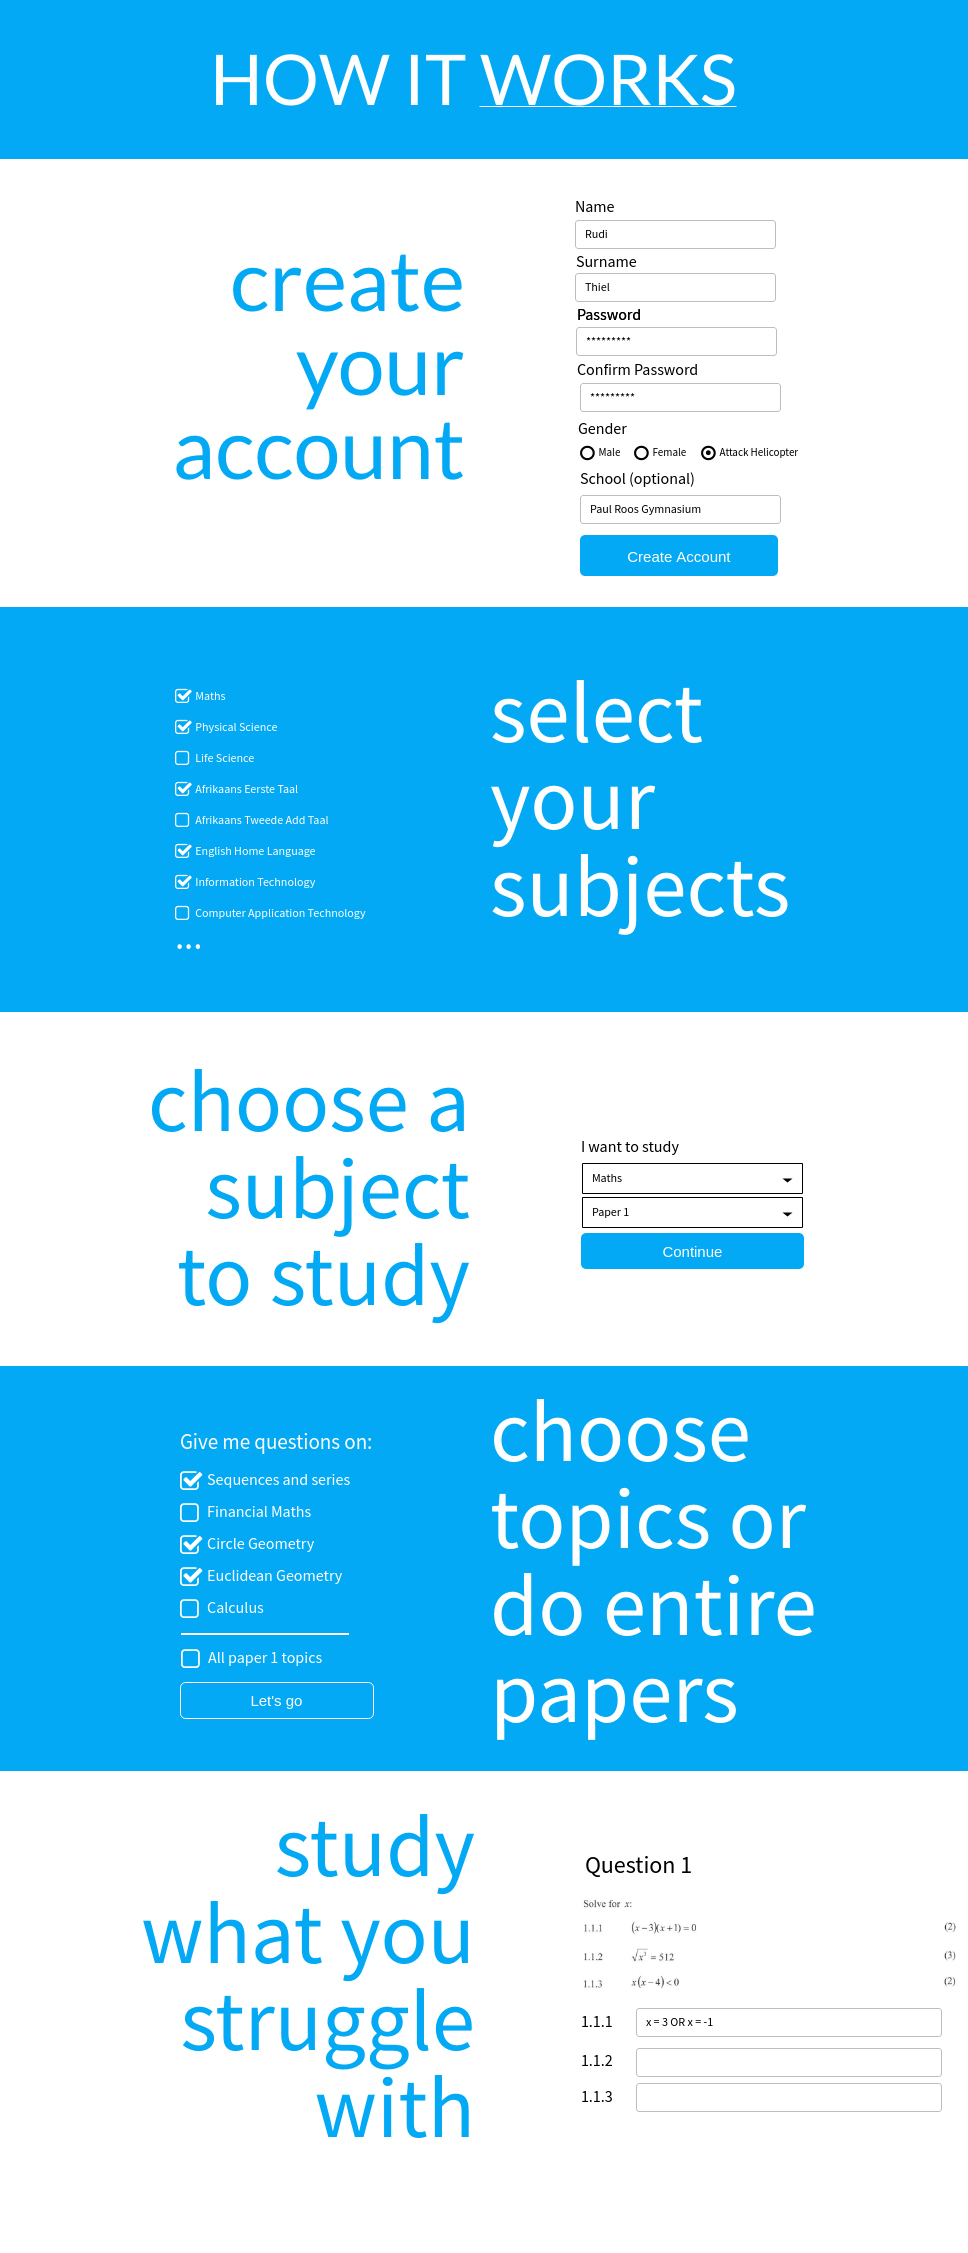 HOW IT WORKS
create
your
account
Name
Rudi
Surname
Thiel
Password
*********
Confirm Password
*********
Gender
Male Female Attack Helicopter
School (optional)
Paul Roos Gymnasium
Create Account
Maths
Physical Science
Life Science
Afrikaans Eerste Taal
Afrikaans Tweede Add Taal
English Home Language
Information Technology
Computer Application Technology
...
select
your
subjects
choose a
subject
to study
I want to study
Maths
Paper 1
Continue
Give me questions on:
Sequences and series
Financial Maths
Circle Geometry
Euclidean Geometry
Calculus
All paper 1 topics
Let's go
choose
topics or
do entire
papers
study
what you
struggle
with
Question 1
Solve for x:
1.1.1 (x−3)(x+1)=0 (2)
1.1.2 √x³ = 512 (3)
1.1.3 x(x−4)<0 (2)
1.1.1 x = 3 OR x = -1
1.1.2
1.1.3